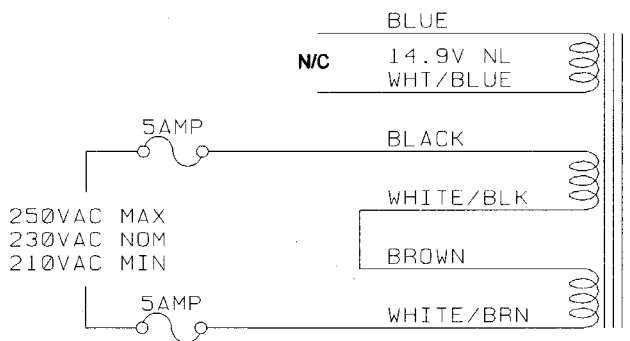 BLUE
N/C
14.9V NL
WHT/BLUE
5AMP
BLACK
WHITE/BLK
250VAC MAX
230VAC NOM
210VAC MIN
BROWN
5AMP
WHITE/BRN